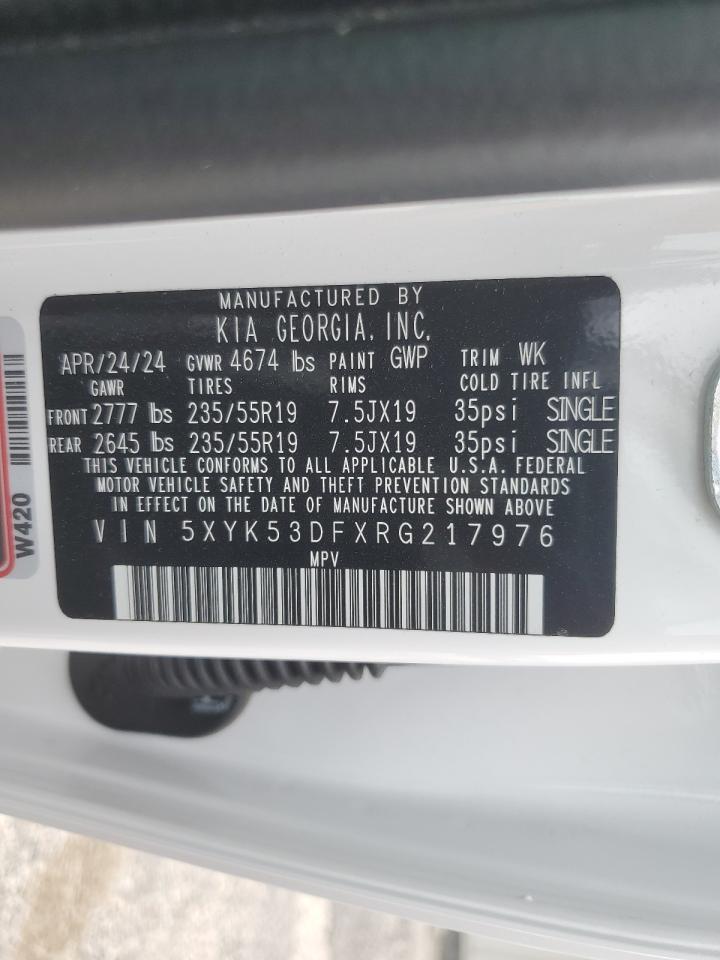 MANUFACTURED BY
KIA GEORGIA, INC.
APR/24/24 GVWR 4674 lbs PAINT GWP TRIM WK
GAWR TIRES RIMS COLD TIRE INFL
FRONT 2777 lbs 235/55R19 7.5JX19 35psi SINGLE
REAR 2645 lbs 235/55R19 7.5JX19 35psi SINGLE
THIS VEHICLE CONFORMS TO ALL APPLICABLE U.S.A. FEDERAL
MOTOR VEHICLE SAFETY AND THEFT PREVENTION STANDARDS
IN EFFECT ON THE DATE OF MANUFACTURE SHOWN ABOVE
VIN 5XYK53DFXRG217976
MPV
W420